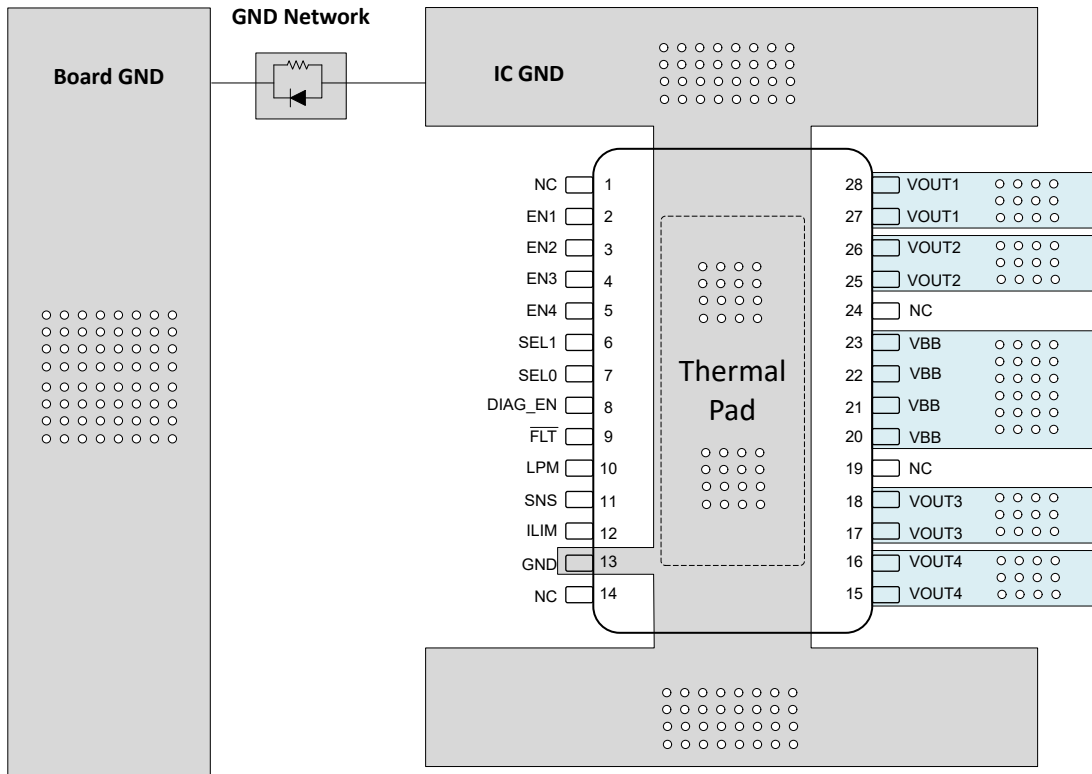 GND Network
Board GND
IC GND
NC 1
EN1 2
EN2 3
EN3 4
EN4 5
SEL1 6
SEL0 7
DIAG_EN 8
FLT 9
LPM 10
SNS 11
ILIM 12
GND 13
NC 14
Thermal
Pad
28 VOUT1
27 VOUT1
26 VOUT2
25 VOUT2
24 NC
23 VBB
22 VBB
21 VBB
20 VBB
19 NC
18 VOUT3
17 VOUT3
16 VOUT4
15 VOUT4